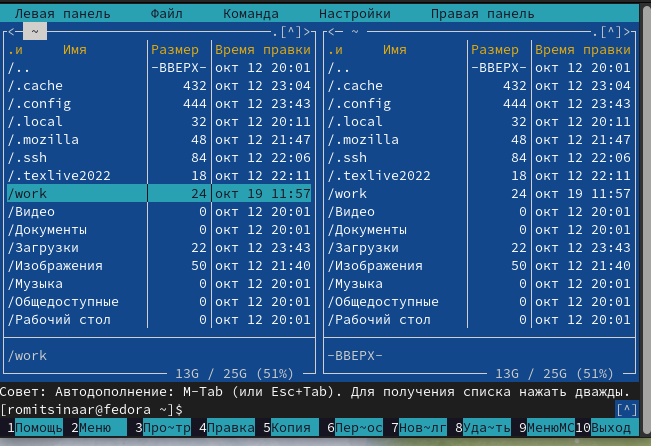 Левая панель Файл Команда Настройки Правая панель
<─ ~ .[^]> <─ ~ .[^]>
.и Имя Размер Время правки .и Имя Размер Время правки
/.. -ВВЕРХ- окт 12 20:01 /.. -ВВЕРХ- окт 12 20:01
/.cache 432 окт 12 23:04 /.cache 432 окт 12 23:04
/.config 444 окт 12 23:43 /.config 444 окт 12 23:43
/.local 32 окт 12 20:11 /.local 32 окт 12 20:11
/.mozilla 48 окт 12 21:47 /.mozilla 48 окт 12 21:47
/.ssh 84 окт 12 22:06 /.ssh 84 окт 12 22:06
/.texlive2022 18 окт 12 22:11 /.texlive2022 18 окт 12 22:11
/work 24 окт 19 11:57 /work 24 окт 19 11:57
/Видео 0 окт 12 20:01 /Видео 0 окт 12 20:01
/Документы 0 окт 12 20:01 /Документы 0 окт 12 20:01
/Загрузки 22 окт 12 23:43 /Загрузки 22 окт 12 23:43
/Изображения 50 окт 12 21:40 /Изображения 50 окт 12 21:40
/Музыка 0 окт 12 20:01 /Музыка 0 окт 12 20:01
/Общедоступные 0 окт 12 20:01 /Общедоступные 0 окт 12 20:01
/Рабочий стол 0 окт 12 20:01 /Рабочий стол 0 окт 12 20:01
/work -ВВЕРХ-
13G / 25G (51%) 13G / 25G (51%)
Совет: Автодополнение: M-Tab (или Esc+Tab). Для получения списка нажать дважды.
[romitsinaar@fedora ~]$ [^]
1Помощь 2Меню 3Про~тр 4Правка 5Копия 6Пер~ос 7Нов~лг 8Уда~ть 9МенюMC 10Выход